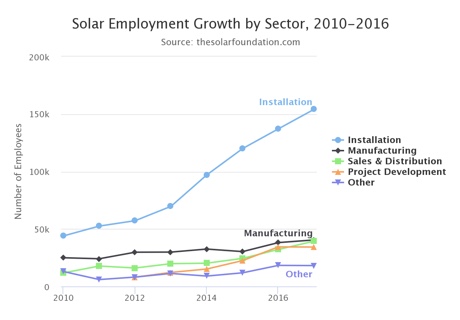 Solar Employment Growth by Sector, 2010-2016
Source: thesolarfoundation.com
Number of Employees
200k
150k
100k
50k
0
2010
2012
2014
2016
Installation
Manufacturing
Other
Installation
Manufacturing
Sales & Distribution
Project Development
Other